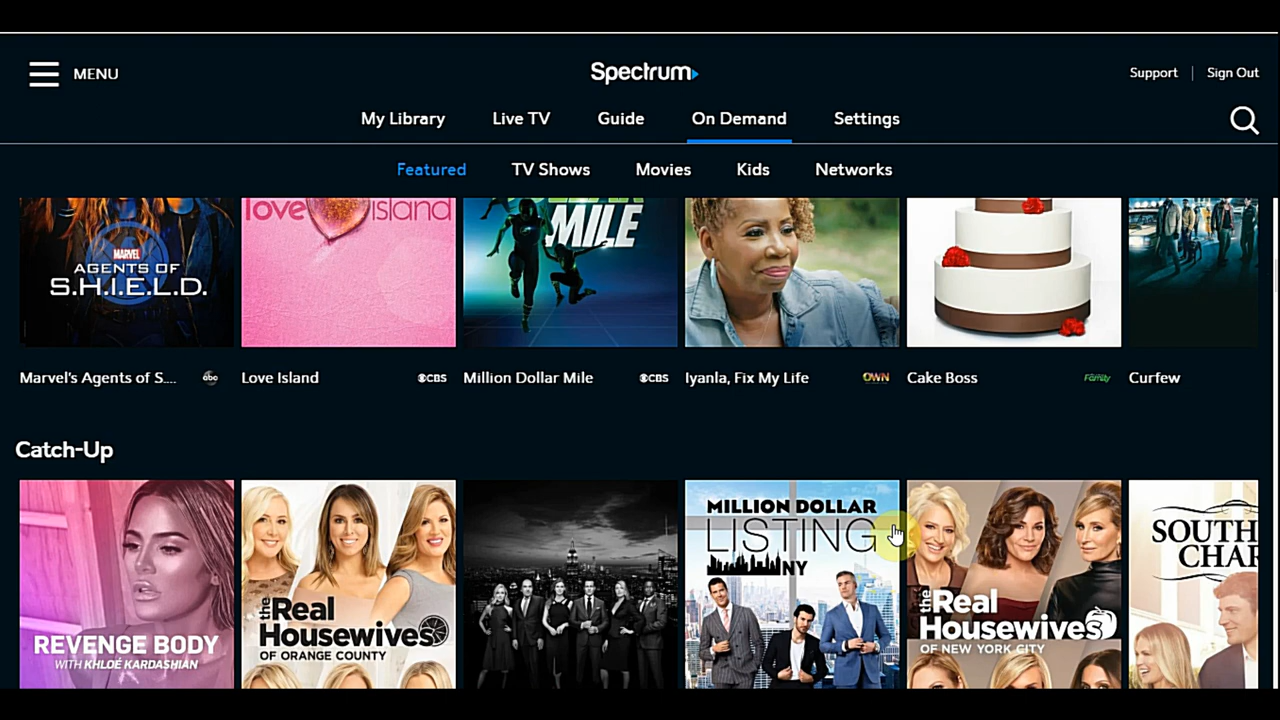 MENU
Spectrum
Support | Sign Out
My Library
Live TV
Guide
On Demand
Settings
Featured
TV Shows
Movies
Kids
Networks
MARVEL
AGENTS OF
S.H.I.E.L.D.
love island
MILE
Marvel's Agents of S....
abc
Love Island
CBS
Million Dollar Mile
CBS
Iyanla, Fix My Life
OWN
Cake Boss
Family
Curfew
Catch-Up
REVENGE BODY
WITH KHLOÉ KARDASHIAN
the Real
Housewives
OF ORANGE COUNTY
MILLION DOLLAR
LISTING
NY
the Real
Housewives
OF NEW YORK CITY
SOUTH
CHAR